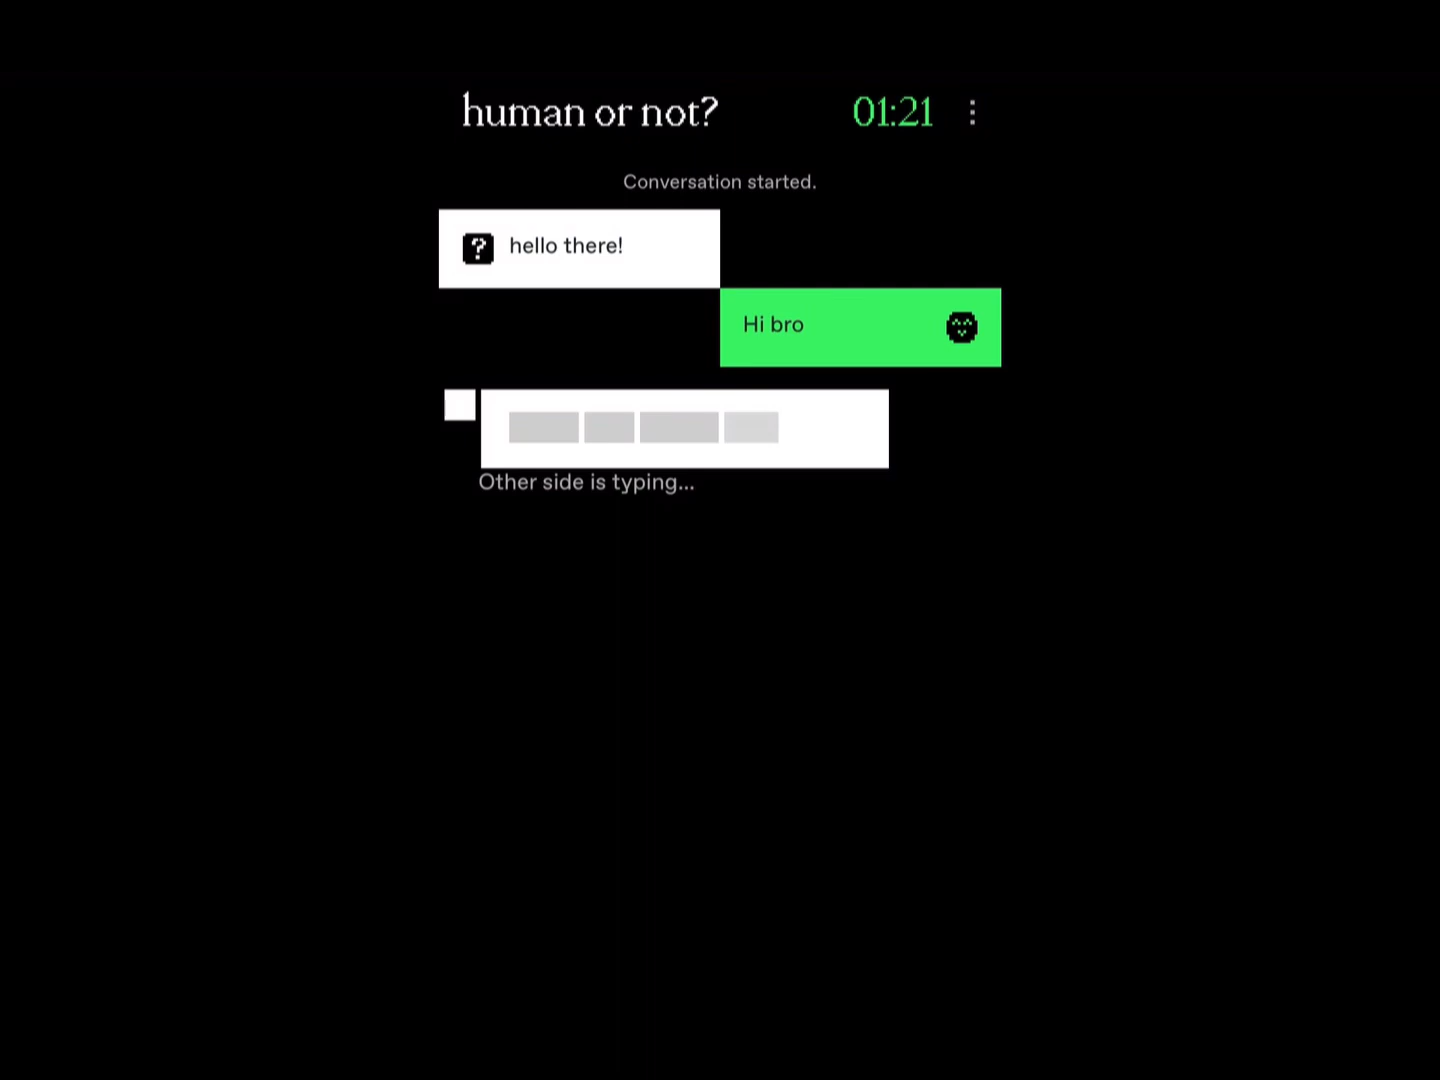 human or not?
01:21
Conversation started.
? hello there!
Hi bro
Other side is typing...